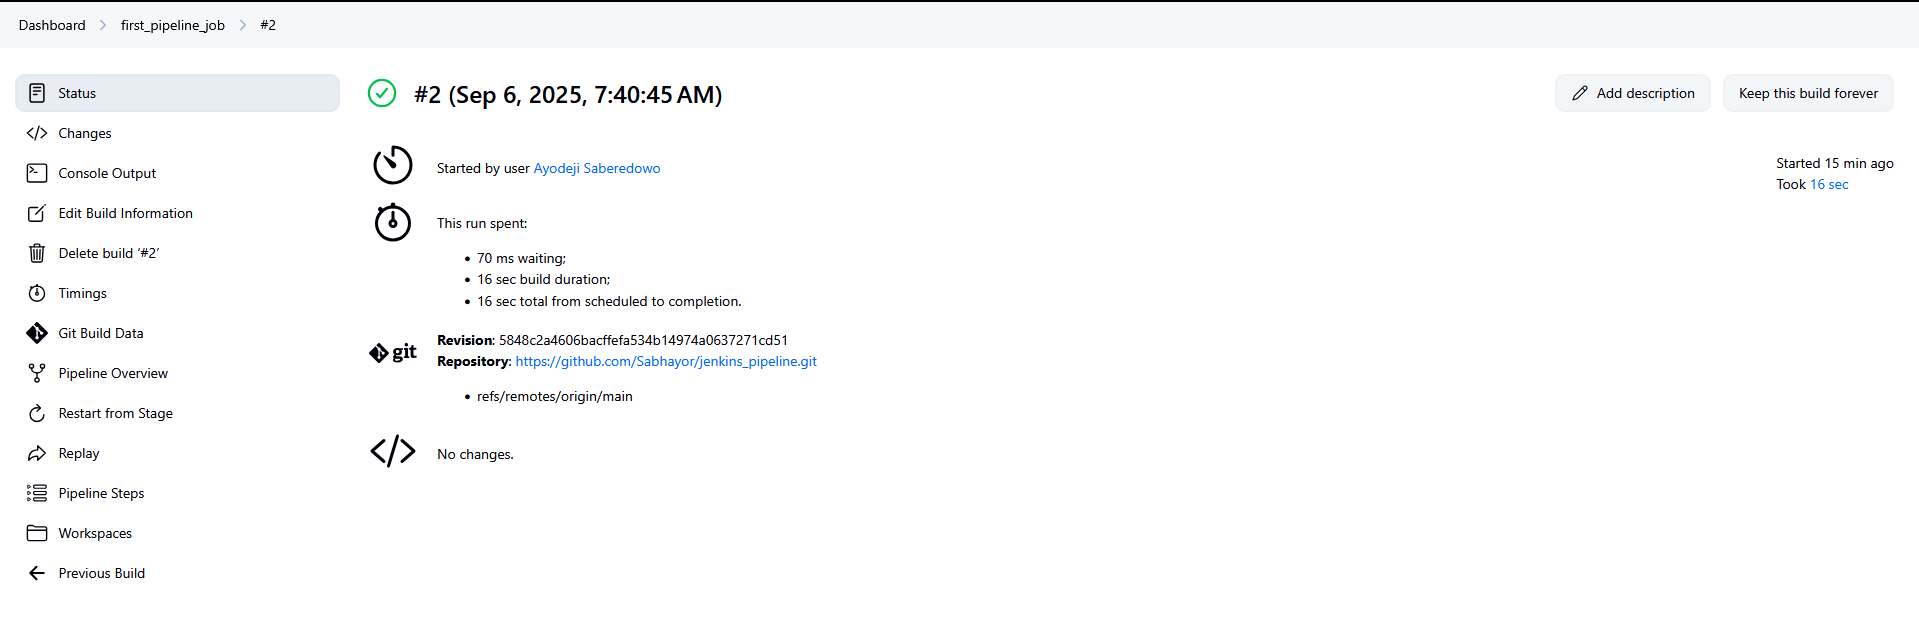 Dashboard > first_pipeline_job > #2
Status
Changes
Console Output
Edit Build Information
Delete build ‘#2’
Timings
Git Build Data
Pipeline Overview
Restart from Stage
Replay
Pipeline Steps
Workspaces
Previous Build
#2 (Sep 6, 2025, 7:40:45 AM)
Add description
Keep this build forever
Started by user Ayodeji Saberedowo
Started 15 min ago
Took 16 sec
This run spent:
• 70 ms waiting;
• 16 sec build duration;
• 16 sec total from scheduled to completion.
git
Revision: 5848c2a4606bacffefa534b14974a0637271cd51
Repository: https://github.com/Sabhayor/jenkins_pipeline.git
• refs/remotes/origin/main
</> No changes.